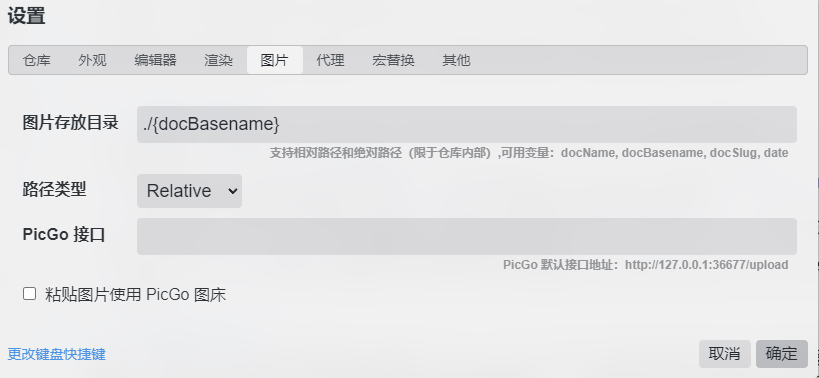 设置
仓库 外观 编辑器 渲染 图片 代理 宏替换 其他
图片存放目录 ./{docBasename}
支持相对路径和绝对路径（限于仓库内部）,可用变量：docName, docBasename, docSlug, date
路径类型 Relative
PicGo 接口
PicGo 默认接口地址：http://127.0.0.1:36677/upload
粘贴图片使用 PicGo 图床
更改键盘快捷键 取消 确定